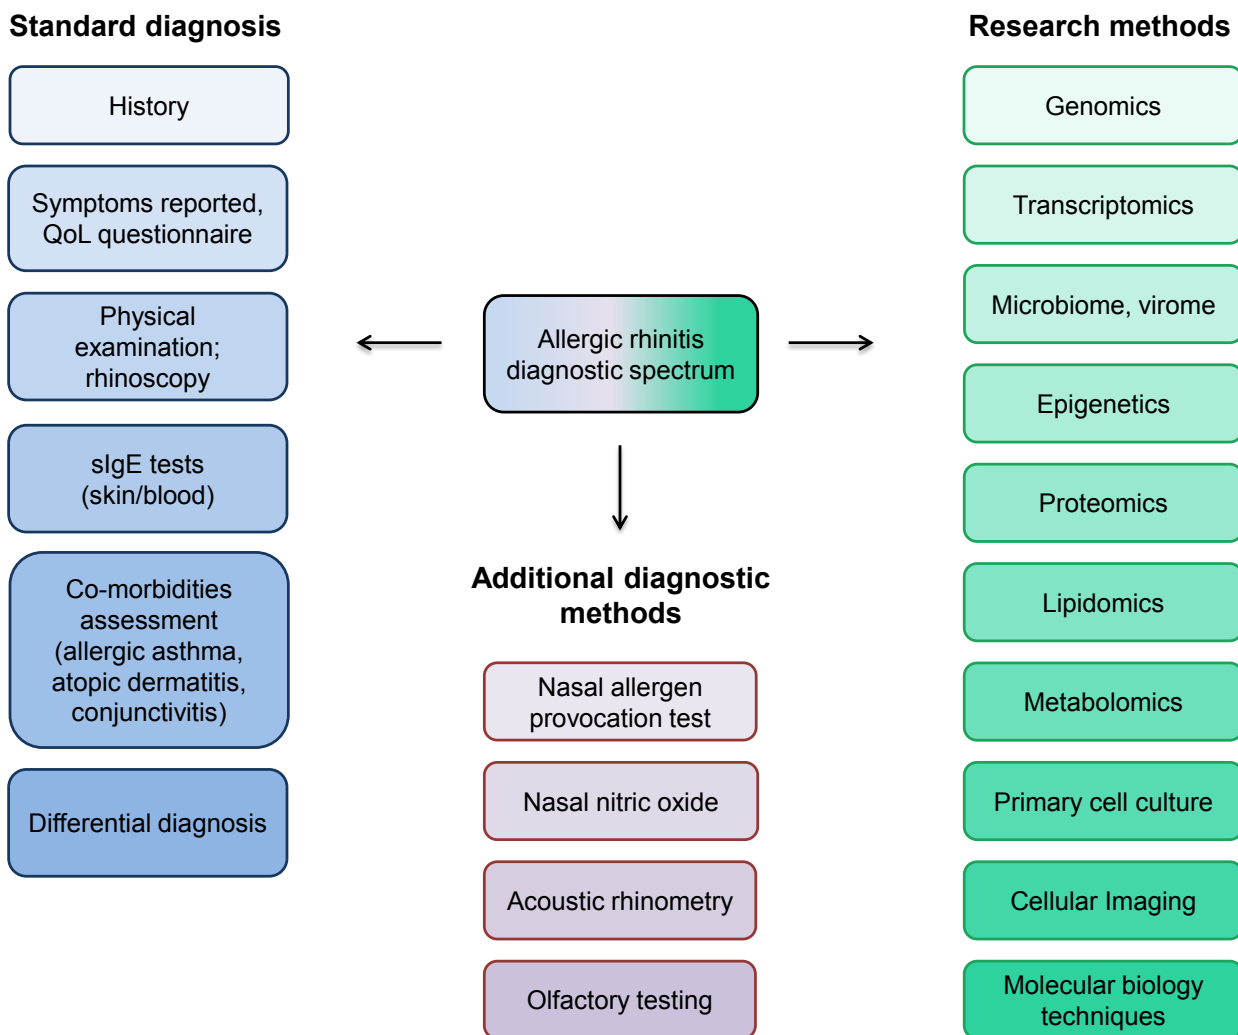 Standard diagnosis
History
Symptoms reported,
QoL questionnaire
Physical
examination;
rhinoscopy
sIgE tests
(skin/blood)
Co-morbidities
assessment
(allergic asthma,
atopic dermatitis,
conjunctivitis)
Differential diagnosis
Allergic rhinitis
diagnostic spectrum
Additional diagnostic
methods
Nasal allergen
provocation test
Nasal nitric oxide
Acoustic rhinometry
Olfactory testing
Research methods
Genomics
Transcriptomics
Microbiome, virome
Epigenetics
Proteomics
Lipidomics
Metabolomics
Primary cell culture
Cellular Imaging
Molecular biology
techniques